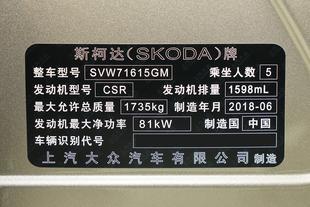 斯柯达(SKODA)牌
整车型号 SVW71615GM 乘坐人数 5
发动机型号 CSR 发动机排量 1598mL
最大允许总质量 1735kg 制造年月 2018-06
发动机最大净功率 81kW 制造国 中国
车辆识别代号
上汽大众汽车有限公司 制造